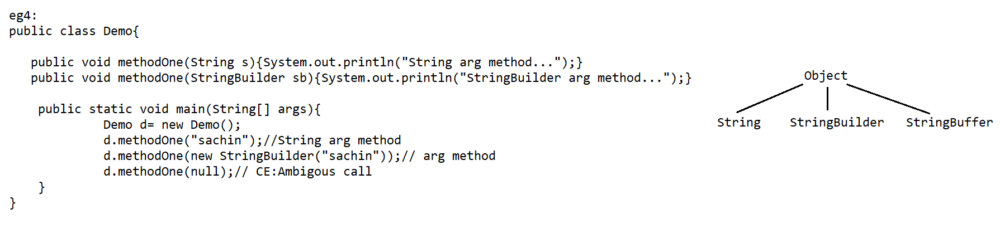 eg4:
public class Demo{
public void methodOne(String s){System.out.println("String arg method...");}
public void methodOne(StringBuilder sb){System.out.println("StringBuilder arg method...");}
public static void main(String[] args){
Demo d= new Demo();
d.methodOne("sachin");//String arg method
d.methodOne(new StringBuilder("sachin"));// arg method
d.methodOne(null);// CE:Ambigous call
}
}
Object
String StringBuilder StringBuffer